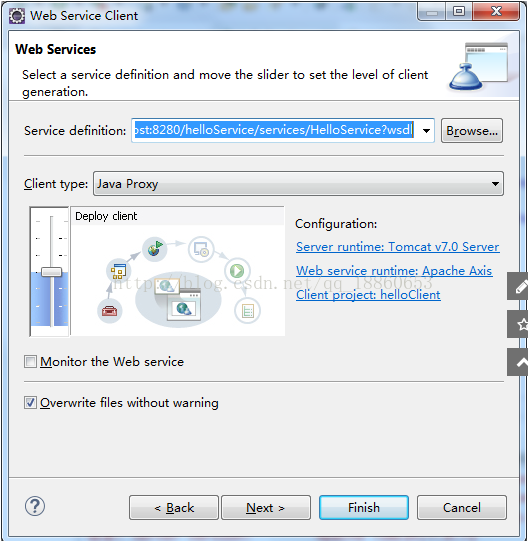 Web Service Client
Web Services
Select a service definition and move the slider to set the level of client
generation.
Service definition: ost:8280/helloService/services/HelloService?wsdl Browse...
Client type: Java Proxy
Deploy client
Configuration:
Server runtime: Tomcat v7.0 Server
Web service runtime: Apache Axis
Client project: helloClient
http://blog.csdn.net/qq_18860653
Monitor the Web service
Overwrite files without warning
? < Back Next > Finish Cancel